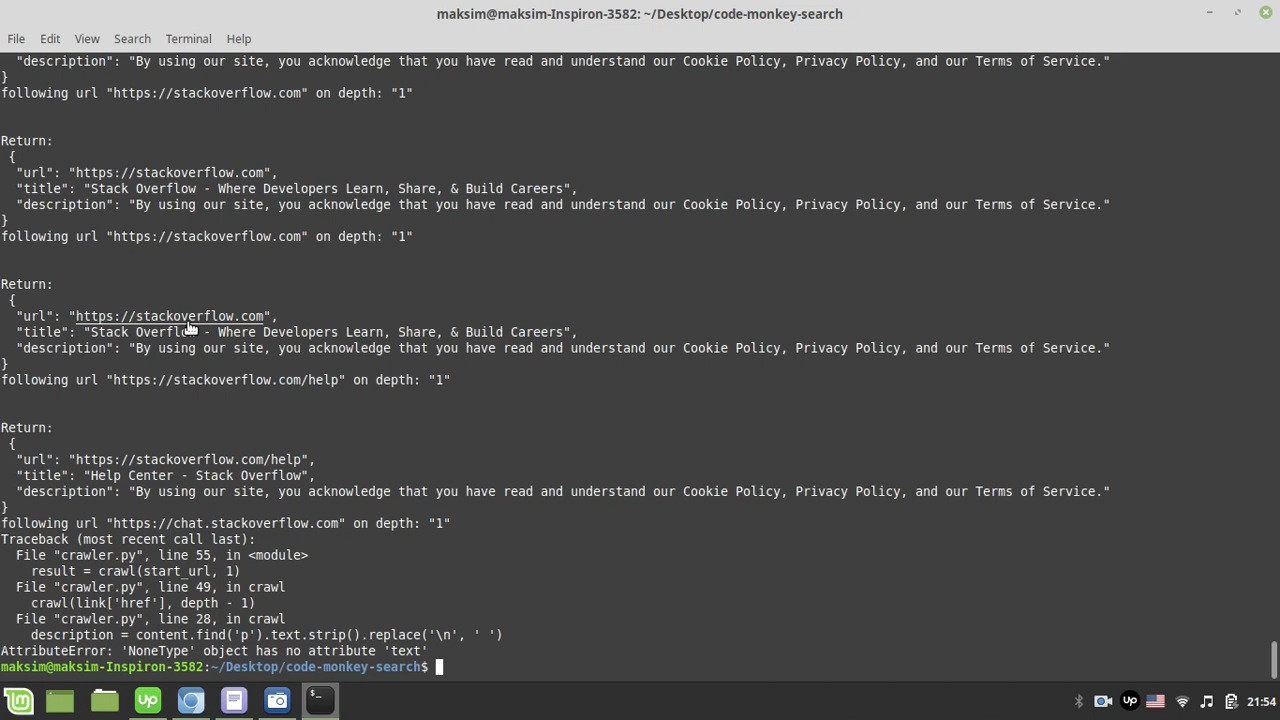 maksim@maksim-Inspiron-3582: ~/Desktop/code-monkey-search
File Edit View Search Terminal Help
  "description": "By using our site, you acknowledge that you have read and understand our Cookie Policy, Privacy Policy, and our Terms of Service."
}
following url "https://stackoverflow.com" on depth: "1"
Return:
 {
  "url": "https://stackoverflow.com",
  "title": "Stack Overflow - Where Developers Learn, Share, & Build Careers",
  "description": "By using our site, you acknowledge that you have read and understand our Cookie Policy, Privacy Policy, and our Terms of Service."
}
following url "https://stackoverflow.com" on depth: "1"
Return:
 {
  "url": "https://stackoverflow.com",
  "title": "Stack Overflow - Where Developers Learn, Share, & Build Careers",
  "description": "By using our site, you acknowledge that you have read and understand our Cookie Policy, Privacy Policy, and our Terms of Service."
}
following url "https://stackoverflow.com/help" on depth: "1"
Return:
 {
  "url": "https://stackoverflow.com/help",
  "title": "Help Center - Stack Overflow",
  "description": "By using our site, you acknowledge that you have read and understand our Cookie Policy, Privacy Policy, and our Terms of Service."
}
following url "https://chat.stackoverflow.com" on depth: "1"
Traceback (most recent call last):
  File "crawler.py", line 55, in <module>
    result = crawl(start_url, 1)
  File "crawler.py", line 49, in crawl
    crawl(link['href'], depth - 1)
  File "crawler.py", line 28, in crawl
    description = content.find('p').text.strip().replace('\n', ' ')
AttributeError: 'NoneType' object has no attribute 'text'
maksim@maksim-Inspiron-3582:~/Desktop/code-monkey-search$
up $_ up 21:54